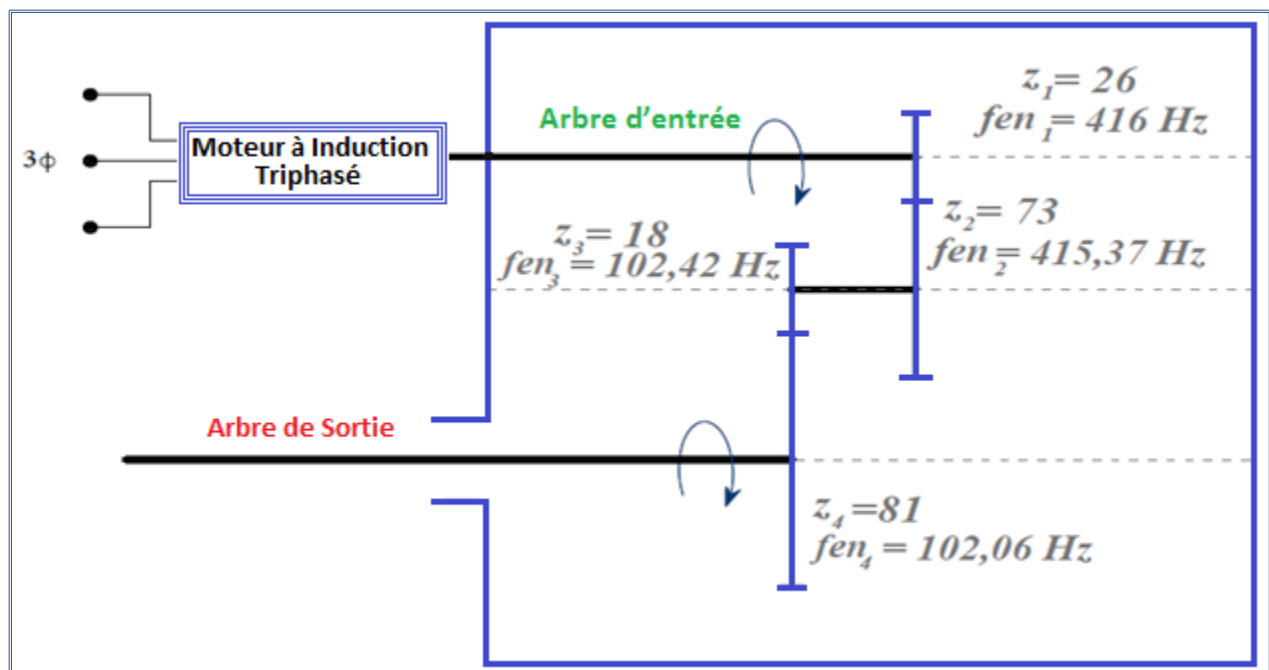 z₁= 26
fen₁= 416 Hz
Arbre d’entrée
Moteur à Induction
Triphasé
3ϕ
z₂= 73
fen₂= 415,37 Hz
z₃= 18
fen₃= 102,42 Hz
Arbre de Sortie
z₄=81
fen₄= 102,06 Hz